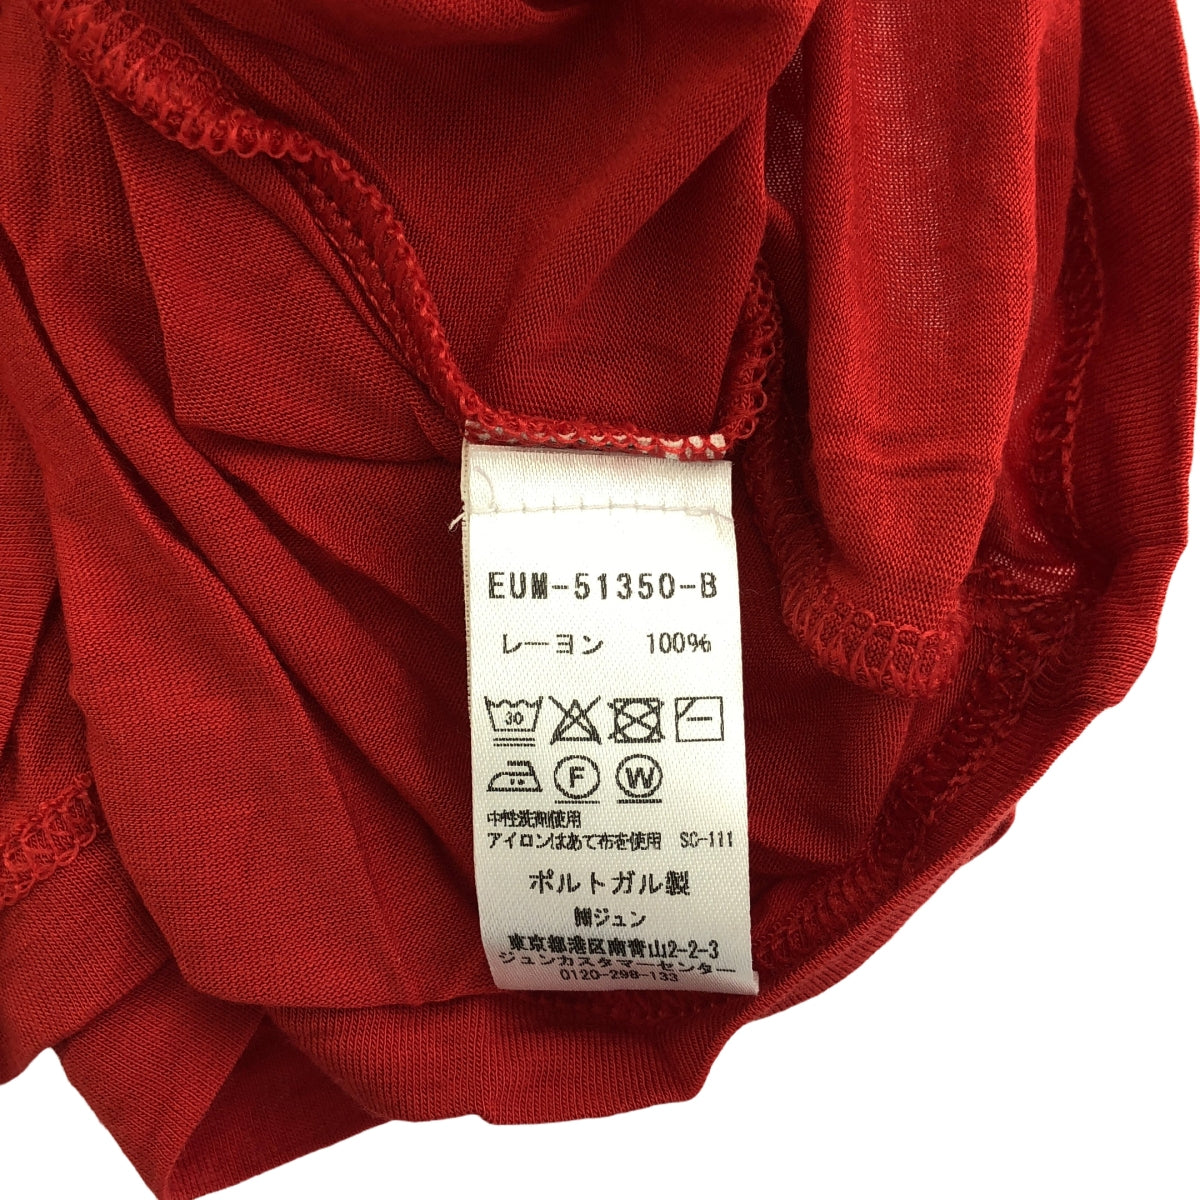 EUM-51350-B
レーヨン 100%
30
F W
中性洗剤使用
アイロンはあて布を使用 SG-111
ポルトガル製
㈱ジュン
東京都港区南青山2-2-3
ジュンカスタマーセンター
0120-298-133